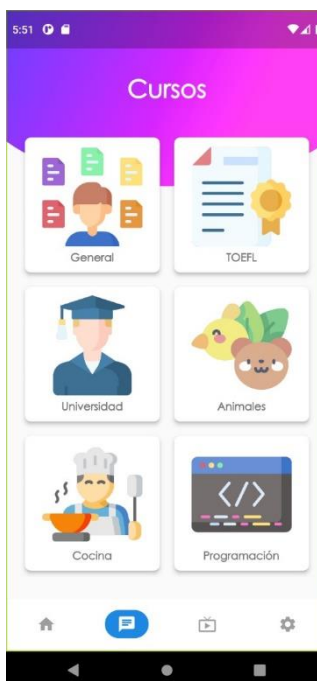 5:51
Cursos
General
TOEFL
Universidad
Animales
Cocina
Programación